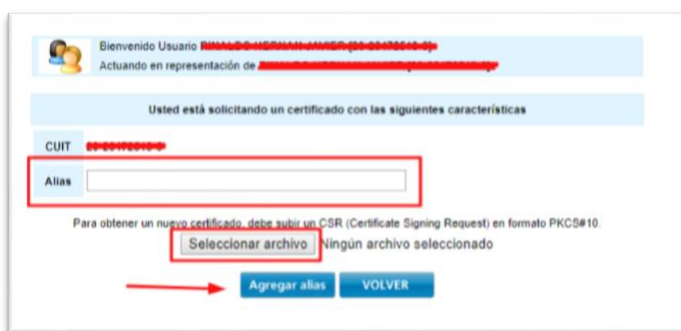 Bienvenido Usuario
Actuando en representación de
Usted está solicitando un certificado con las siguientes características
CUIT
Alias
Para obtener un nuevo certificado, debe subir un CSR (Certificate Signing Request) en formato PKCS#10.
Seleccionar archivo Ningún archivo seleccionado
Agregar alias VOLVER